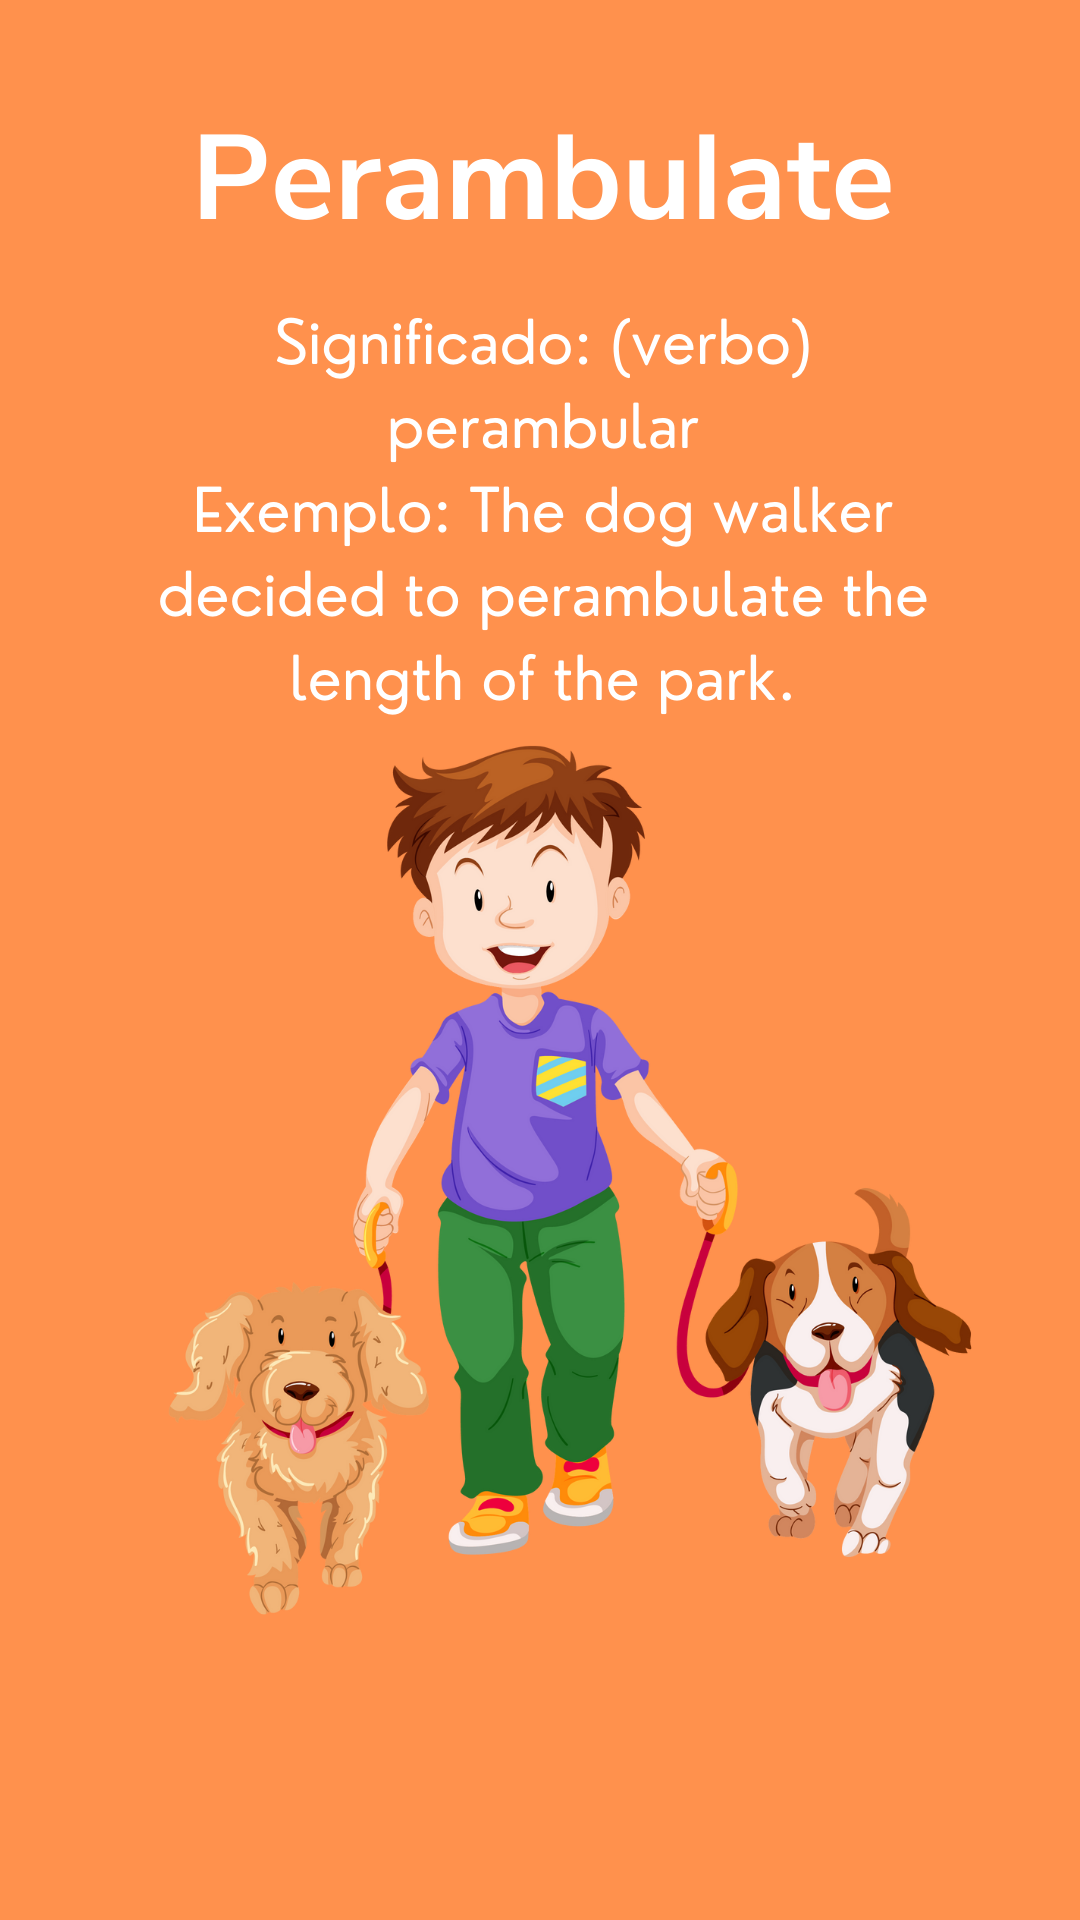 Perambulate
Significado: (verbo)
perambular
Exemplo: The dog walker
decided to perambulate the
length of the park.